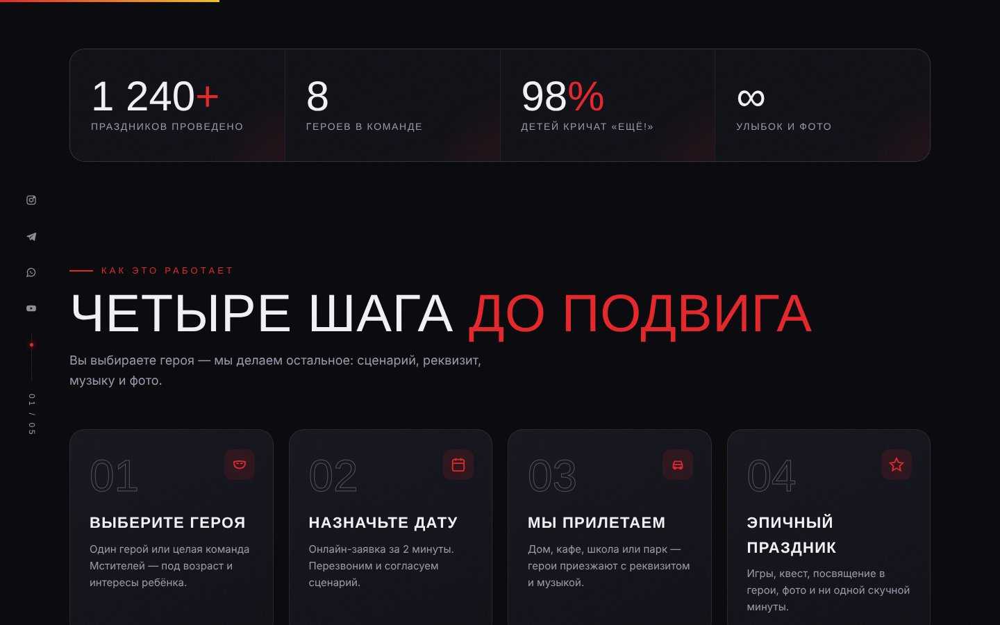 1 240+
ПРАЗДНИКОВ ПРОВЕДЕНО
8
ГЕРОЕВ В КОМАНДЕ
98%
ДЕТЕЙ КРИЧАТ «ЕЩЁ!»
∞
УЛЫБОК И ФОТО
КАК ЭТО РАБОТАЕТ
ЧЕТЫРЕ ШАГА ДО ПОДВИГА
Вы выбираете героя — мы делаем остальное: сценарий, реквизит,
музыку и фото.
01 / 05
01
ВЫБЕРИТЕ ГЕРОЯ
Один герой или целая команда
Мстителей — под возраст и
интересы ребёнка.
02
НАЗНАЧЬТЕ ДАТУ
Онлайн-заявка за 2 минуты.
Перезвоним и согласуем
сценарий.
03
МЫ ПРИЛЕТАЕМ
Дом, кафе, школа или парк —
герои приезжают с реквизитом
и музыкой.
04
ЭПИЧНЫЙ
ПРАЗДНИК
Игры, квест, посвящение в
герои, фото и ни одной скучной
минуты.